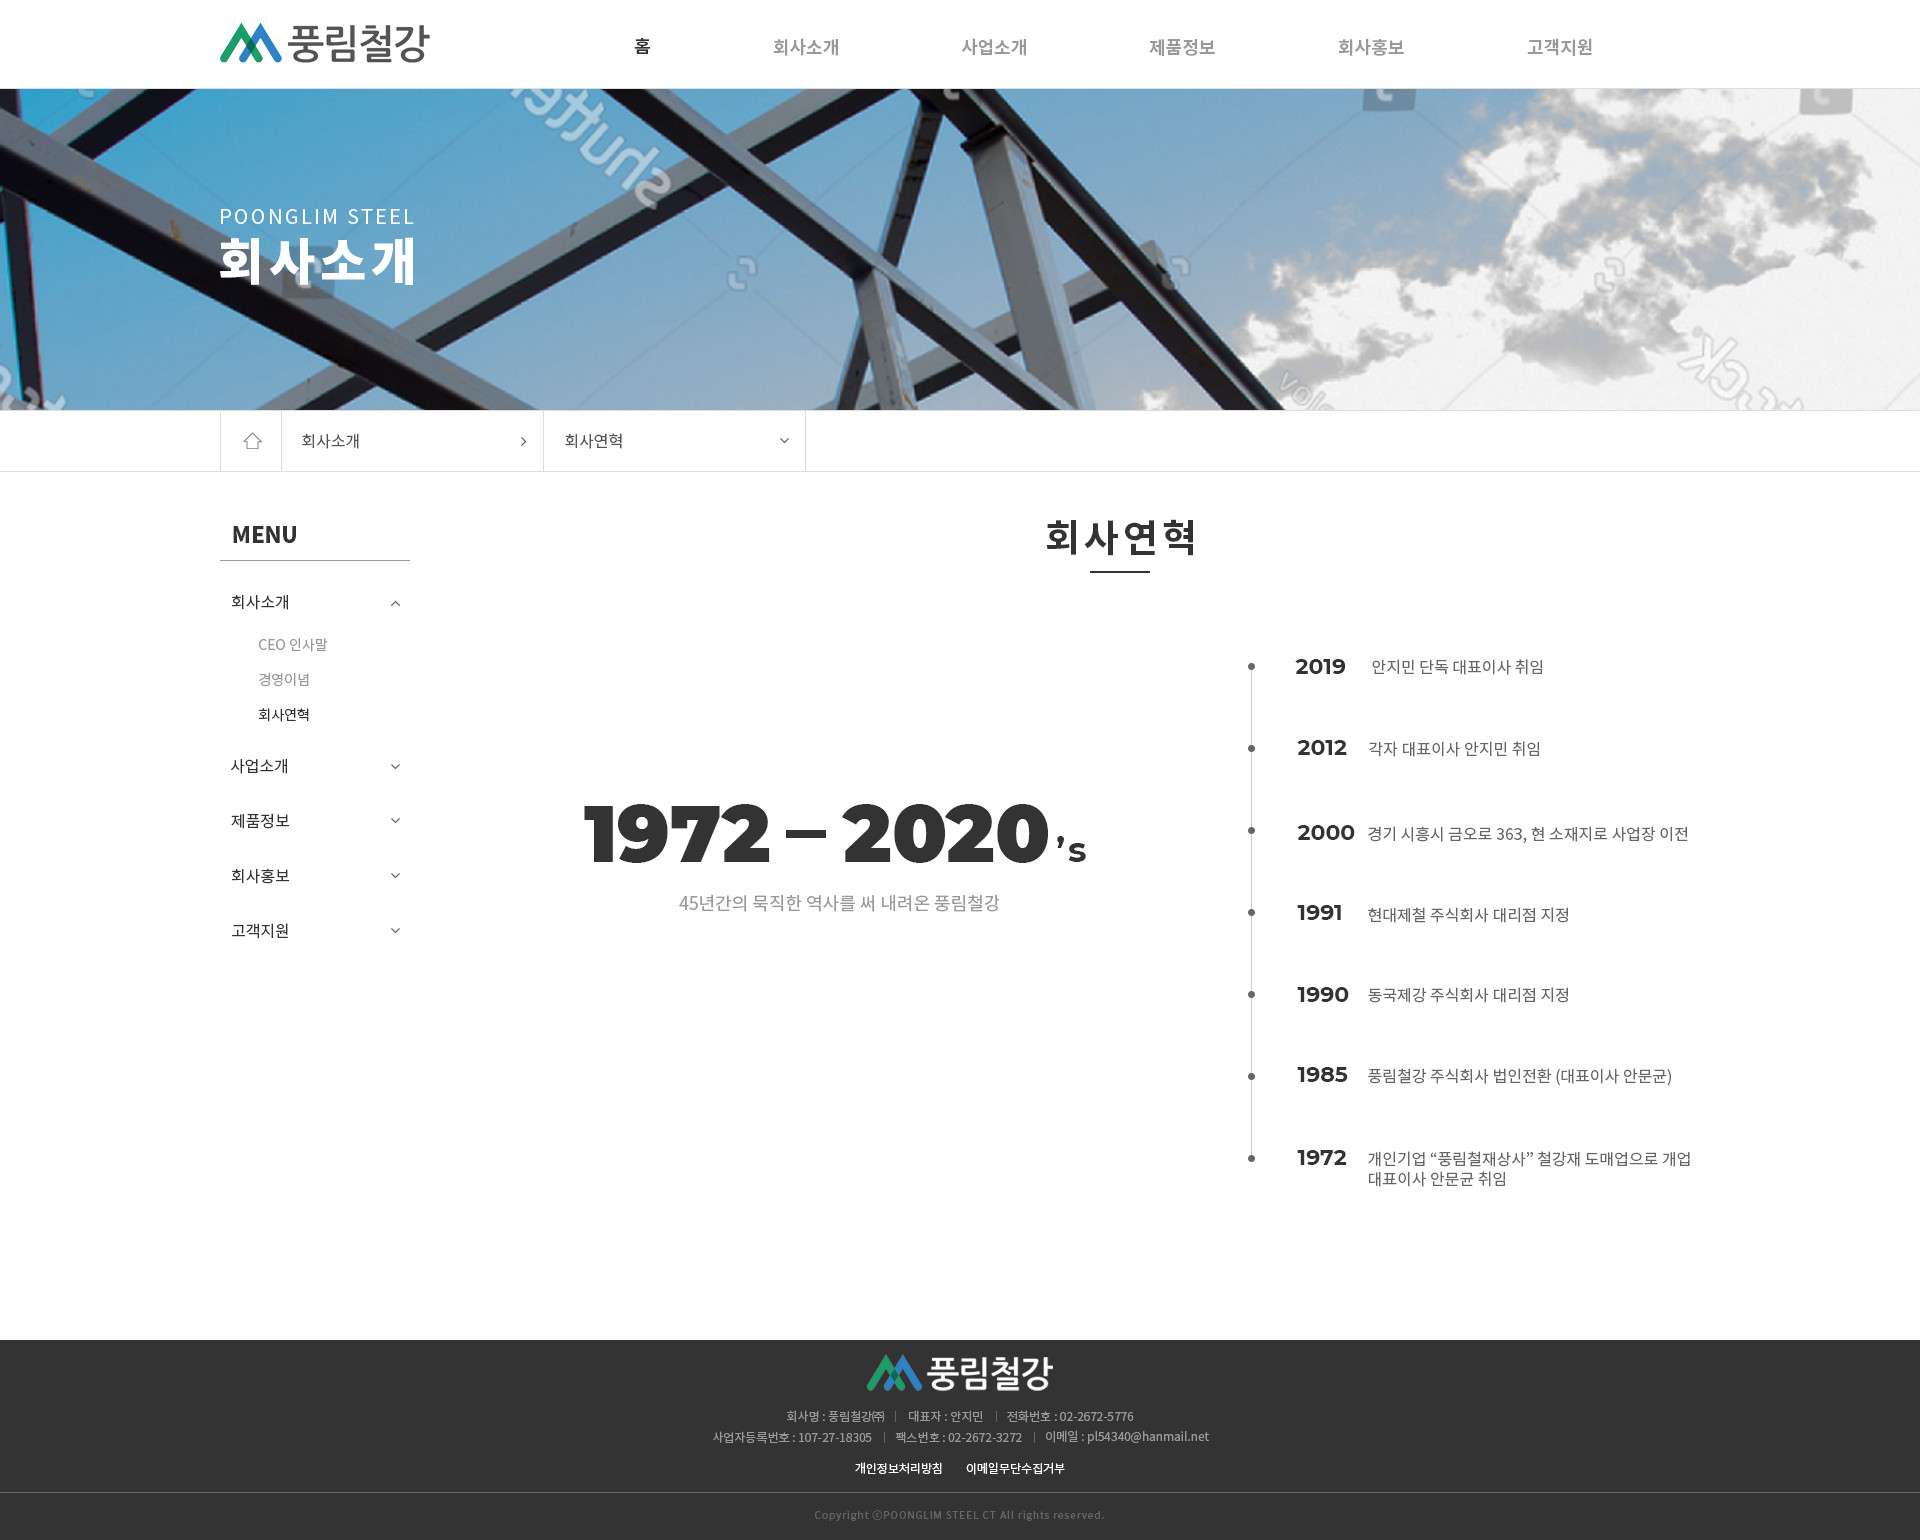 풍림철강
홈
회사소개
사업소개
제품정보
회사홍보
고객지원
POONGLIM STEEL
회사소개
회사소개
회사연혁
MENU
회사소개
CEO 인사말
경영이념
회사연혁
사업소개
제품정보
회사홍보
고객지원
회사연혁
1972 – 2020 ’s
45년간의 묵직한 역사를 써 내려온 풍림철강
2019 안지민 단독 대표이사 취임
2012 각자 대표이사 안지민 취임
2000 경기 시흥시 금오로 363, 현 소재지로 사업장 이전
1991 현대제철 주식회사 대리점 지정
1990 동국제강 주식회사 대리점 지정
1985 풍림철강 주식회사 법인전환 (대표이사 안문균)
1972 개인기업 “풍림철재상사” 철강재 도매업으로 개업
대표이사 안문균 취임
풍림철강
회사명 : 풍림철강㈜ | 대표자 : 안지민 | 전화번호 : 02-2672-5776
사업자등록번호 : 107-27-18305 | 팩스번호 : 02-2672-3272 | 이메일 : pl54340@hanmail.net
개인정보처리방침 이메일무단수집거부
Copyright ⓒPOONGLIM STEEL CT All rights reserved.